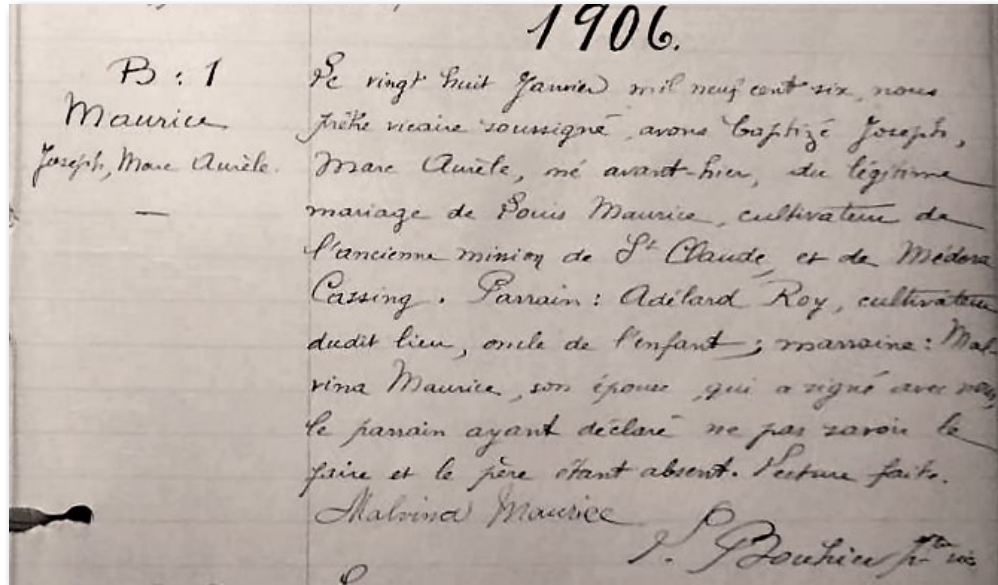 1906.
B : 1
Maurice
Joseph, Marc Aurèle.
—
Le vingt huit Janvier mil neuf cent six, nous
prêtre vicaire soussigné, avons baptizé Joseph,
Marc Aurèle, né avant-hier, du légitime
mariage de Louis Maurice, cultivateur de
l'ancienne mission de St Claude, et de Médora
Cassing. Parrain : Adélard Roy, cultivateur
dudit lieu, oncle de l'enfant ; marraine : Mal-
vina Maurice, son épouse, qui a signé avec nous,
le parrain ayant déclaré ne pas savoir le
faire et le père étant absent. Lecture faite.
Malvina Maurice
Bouhier ptre vic